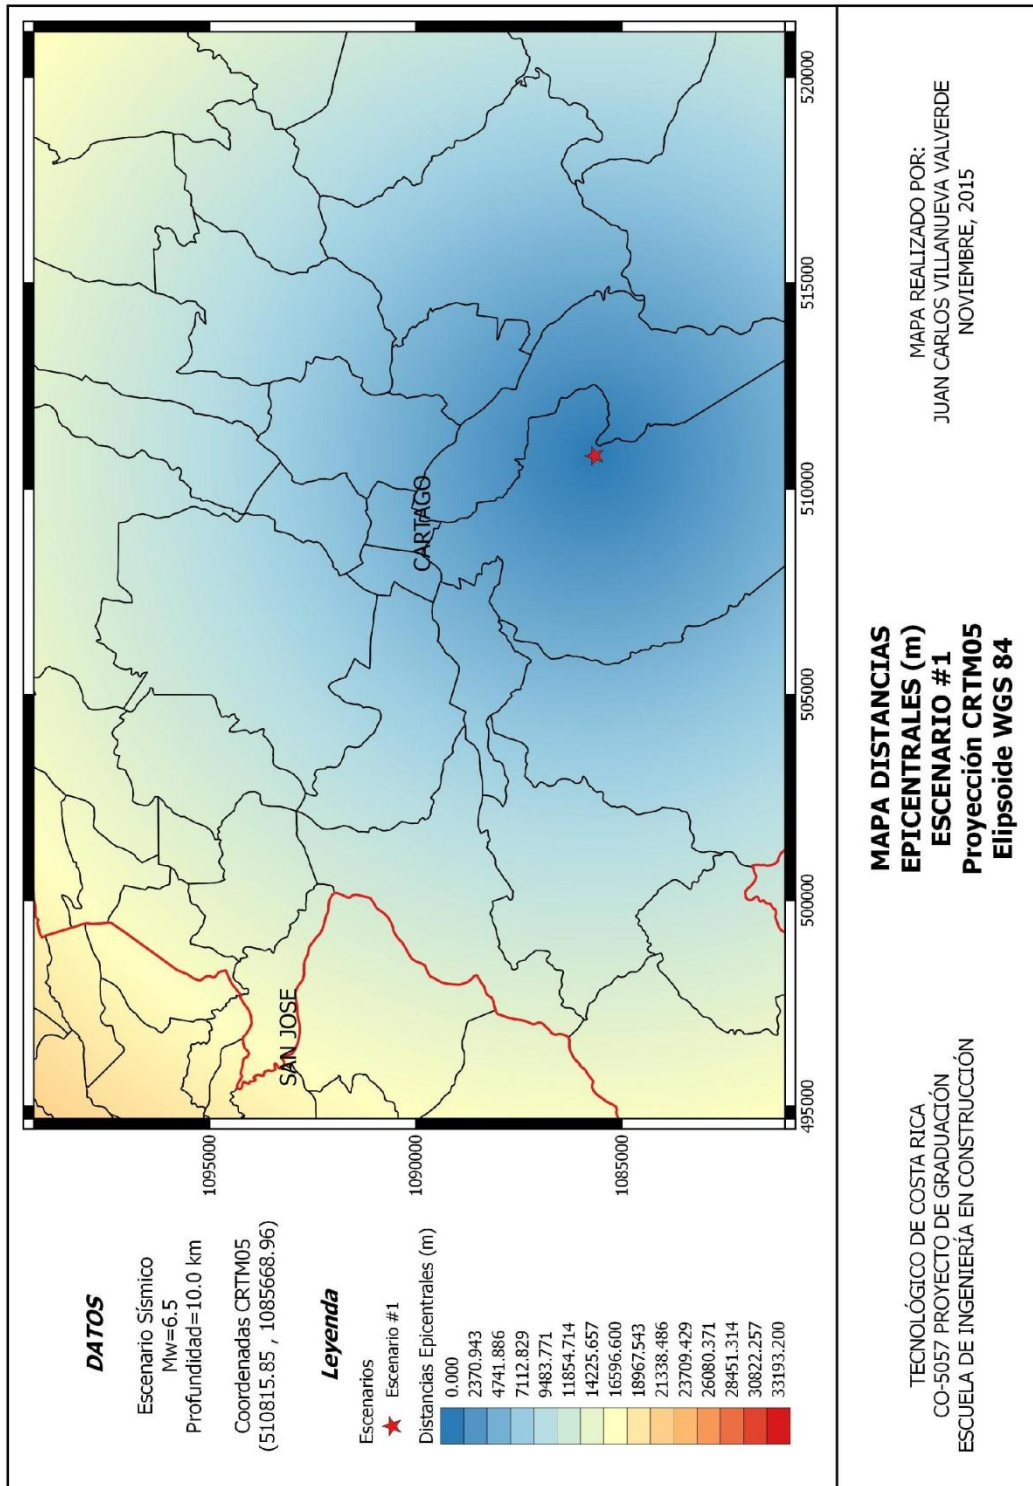 DATOS
Escenario Sísmico
Mw=6.5
Profundidad=10.0 km
Coordenadas CRTM05
(510815.85 , 1085668.96)
Leyenda
Escenarios
Escenario #1
Distancias Epicentrales (m)
0.000
2370.943
4741.886
7112.829
9483.771
11854.714
14225.657
16596.600
18967.543
21338.486
23709.429
26080.371
28451.314
30822.257
33193.200
1095000
1090000
1085000
SAN JOSE
CARTAGO
495000
500000
505000
510000
515000
520000
TECNOLÓGICO DE COSTA RICA
CO-5057 PROYECTO DE GRADUACIÓN
ESCUELA DE INGENIERÍA EN CONSTRUCCIÓN
MAPA DISTANCIAS
EPICENTRALES (m)
ESCENARIO #1
Proyección CRTM05
Elipsoide WGS 84
MAPA REALIZADO POR:
JUAN CARLOS VILLANUEVA VALVERDE
NOVIEMBRE, 2015